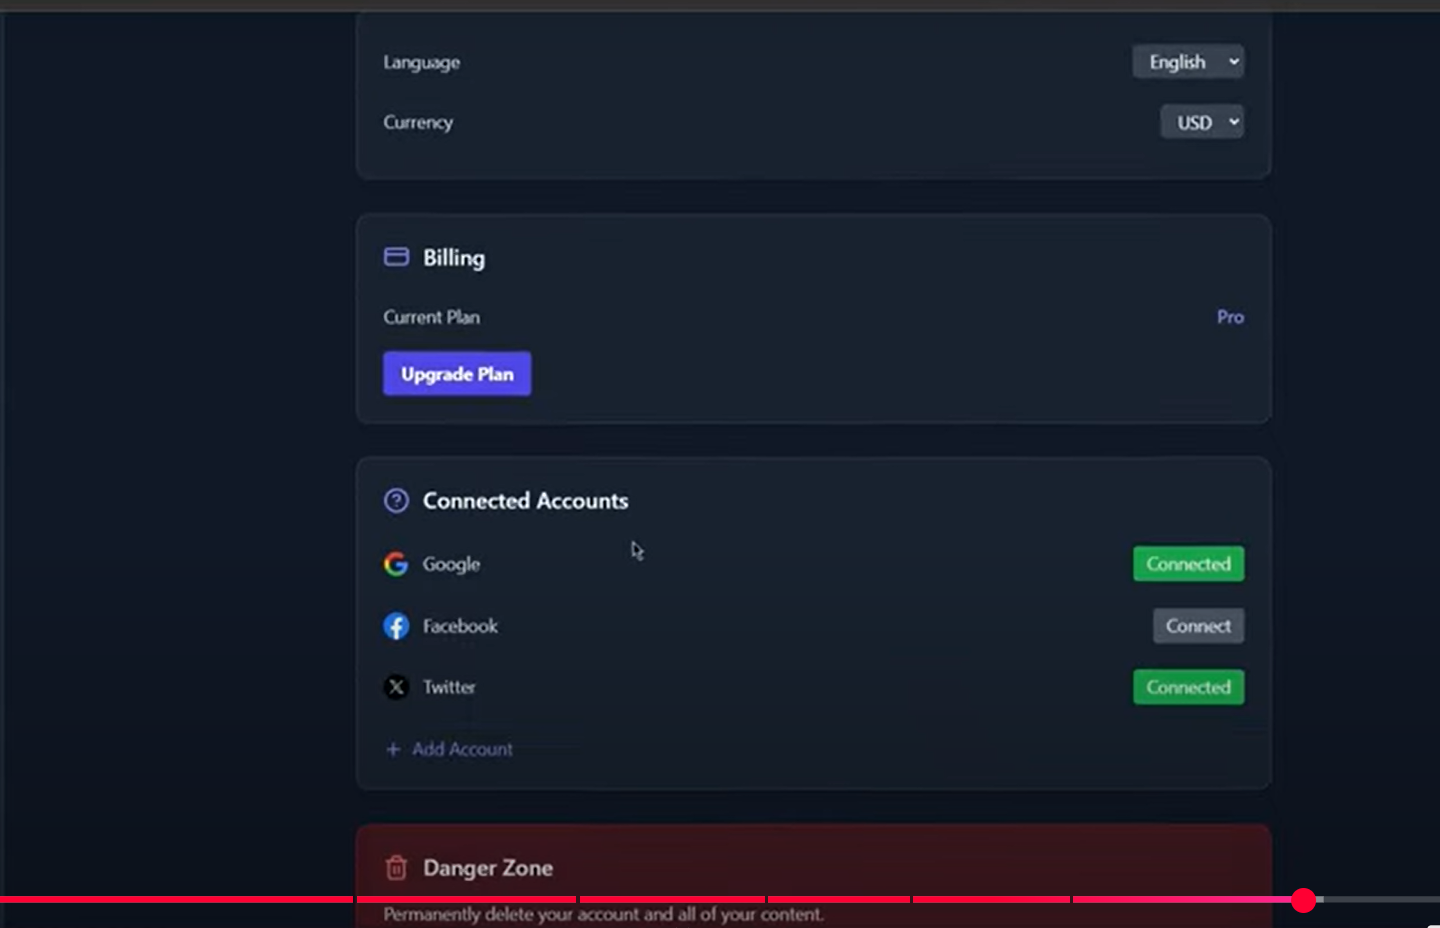 Language English
Currency USD
Billing
Current Plan Pro
Upgrade Plan
Connected Accounts
Google Connected
Facebook Connect
Twitter Connected
+ Add Account
Danger Zone
Permanently delete your account and all of your content.